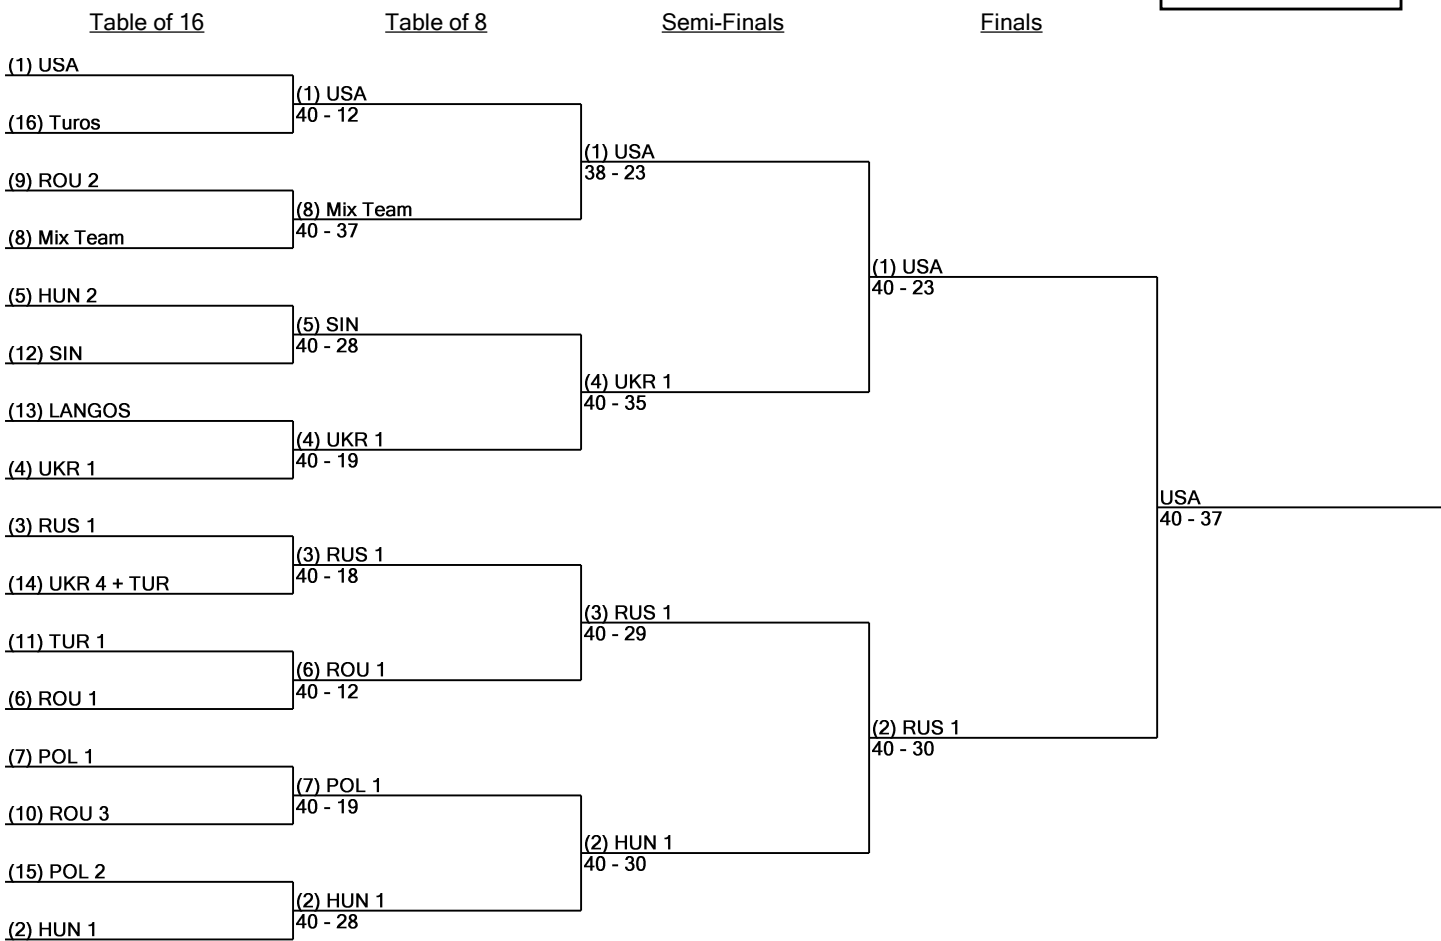 Table of 16
Table of 8
Semi-Finals
Finals
(1) USA
(16) Turos
(9) ROU 2
(8) Mix Team
(5) HUN 2
(12) SIN
(13) LANGOS
(4) UKR 1
(3) RUS 1
(14) UKR 4 + TUR
(11) TUR 1
(6) ROU 1
(7) POL 1
(10) ROU 3
(15) POL 2
(2) HUN 1
(1) USA
40 - 12
(8) Mix Team
40 - 37
(5) SIN
40 - 28
(4) UKR 1
40 - 19
(3) RUS 1
40 - 18
(6) ROU 1
40 - 12
(7) POL 1
40 - 19
(2) HUN 1
40 - 28
(1) USA
38 - 23
(4) UKR 1
40 - 35
(3) RUS 1
40 - 29
(2) HUN 1
40 - 30
(1) USA
40 - 23
(2) RUS 1
40 - 30
USA
40 - 37